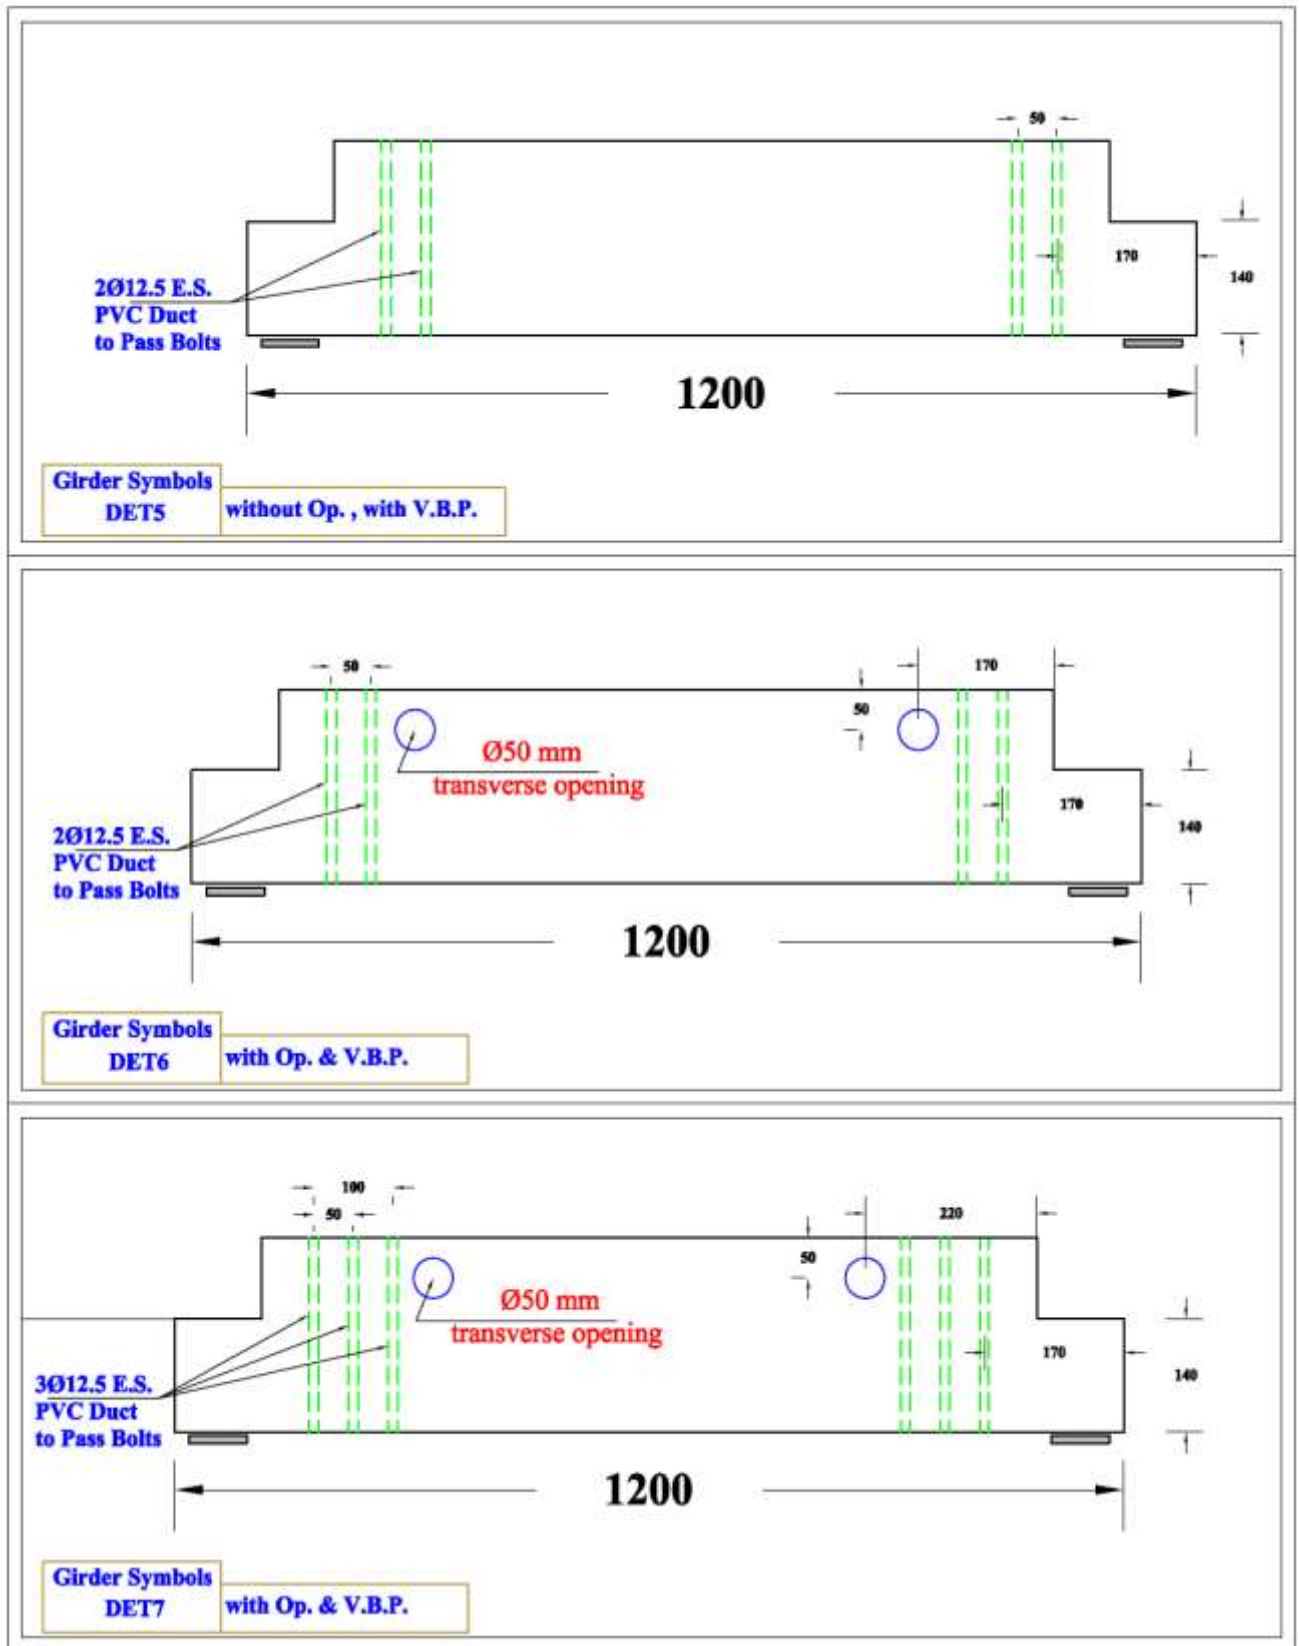 50
170
140
2Ø12.5 E.S.
PVC Duct
to Pass Bolts
1200
Girder Symbols
DET5
without Op. , with V.B.P.
50
170
50
Ø50 mm
transverse opening
170
140
2Ø12.5 E.S.
PVC Duct
to Pass Bolts
1200
Girder Symbols
DET6
with Op. & V.B.P.
100
50
220
50
Ø50 mm
transverse opening
170
140
3Ø12.5 E.S.
PVC Duct
to Pass Bolts
1200
Girder Symbols
DET7
with Op. & V.B.P.